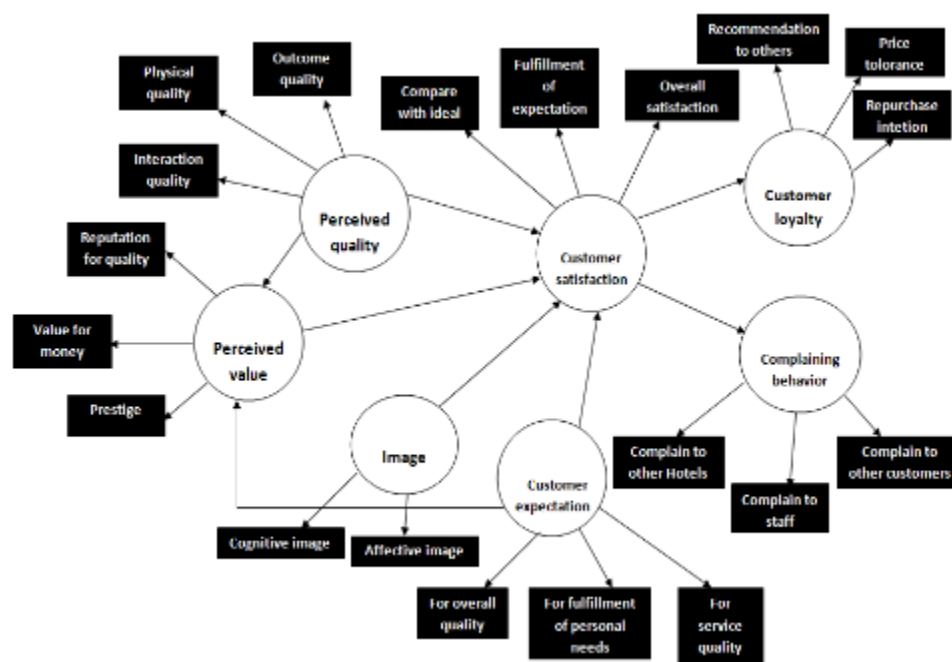 Recommendation
to others
Price
tolorance
Outcome
quality
Physical
quality
Fulfillment
of
expectation
Compare
with ideal
Overall
satisfaction
Repurchase
intetion
Interaction
quality
Customer
loyalty
Perceived
quality
Reputation
for quality
Customer
satisfaction
Value for
money
Perceived
value
Complaining
behavior
Prestige
Image
Complain to
other Hotels
Complain to
other customers
Customer
expectation
Complain to
staff
Cognitive image
Affective image
For overall
quality
For fulfillment
of personal
needs
For
service
quality